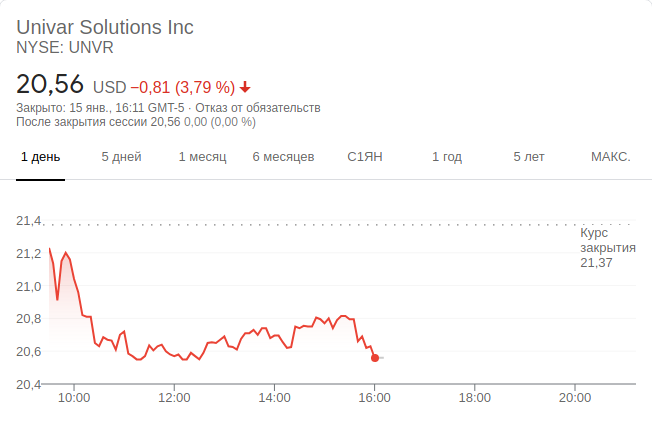 Univar Solutions Inc
NYSE: UNVR
20,56 USD −0,81 (3,79 %)
Закрыто: 15 янв., 16:11 GMT-5 · Отказ от обязательств
После закрытия сессии 20,56 0,00 (0,00 %)
1 день 5 дней 1 месяц 6 месяцев С1ЯН 1 год 5 лет МАКС.
21,4
Курс
закрытия
21,37
21,2
21,0
20,8
20,6
20,4
10:00 12:00 14:00 16:00 18:00 20:00